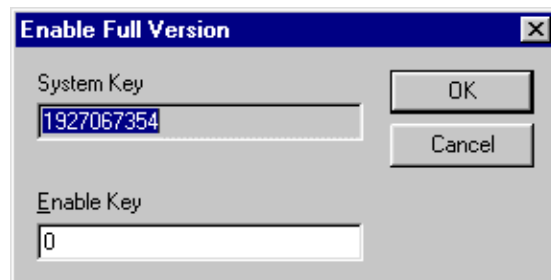 Enable Full Version
System Key
1927067354
OK
Cancel
Enable Key
0